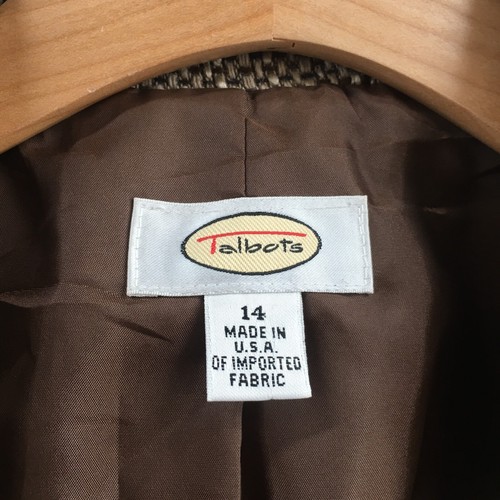 Talbots
14
MADE IN
U.S.A.
OF IMPORTED
FABRIC